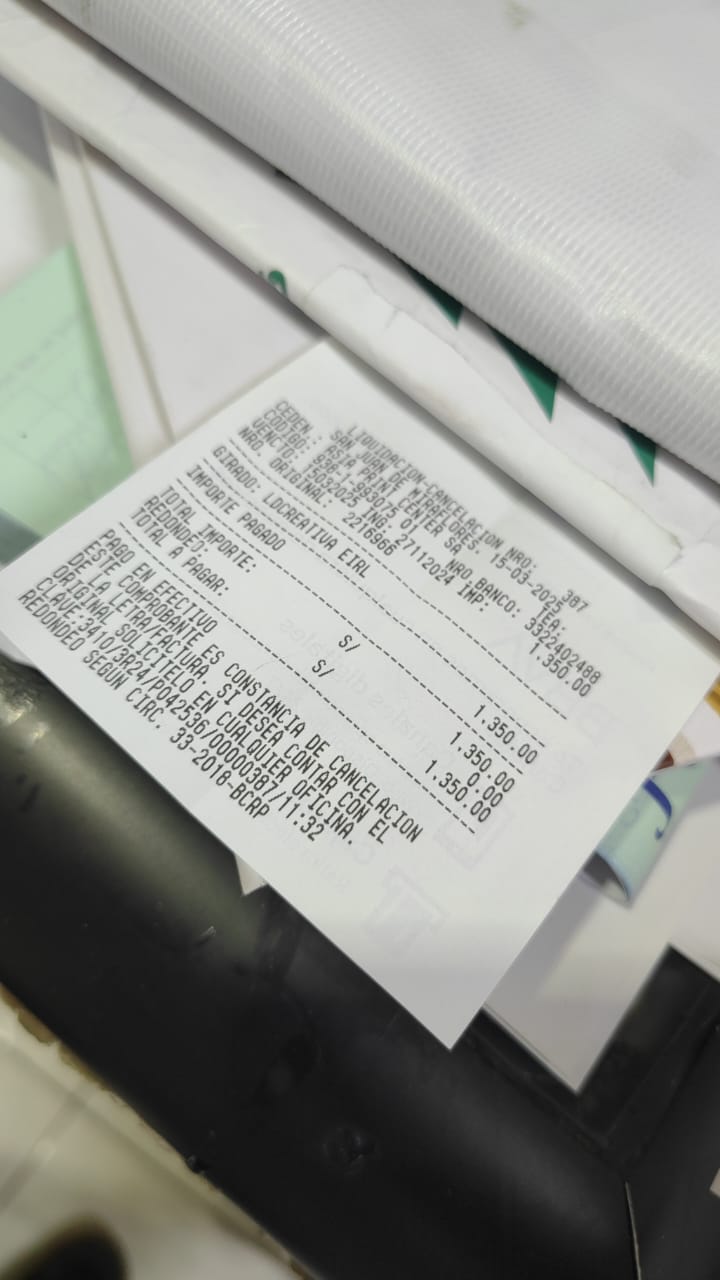 LIQUIDACION-CANCELACION NRO: 387
SAN JUAN DE MIRAFLORES. 15-03-2025
CEDEN.: ASIA PRINT CENTER SA TEA:
CODIGO: 938-1-993075 01 NRO.BANCO: 3322402488
VENCTO. 15032025 ING: 27112024 IMP: 1.350.00
NRO. ORIGINAL: 2216966
GIRADO: LOCREATIVA EIRL
IMPORTE PAGADO 1.350.00
TOTAL IMPORTE: S/ 1.350.00
REDONDEO: 0.00
TOTAL A PAGAR: S/ 1.350.00
PAGO EN EFECTIVO
ESTE COMPROBANTE ES CONSTANCIA DE CANCELACION
DE LA LETRA/FACTURA. SI DESEA CONTAR CON EL
ORIGINAL SOLICITELO EN CUALQUIER OFICINA.
CLAVE:3410/3R24/P042536/00000387/11:32
REDONDEO SEGUN CIRC. 33-2018-BCRP